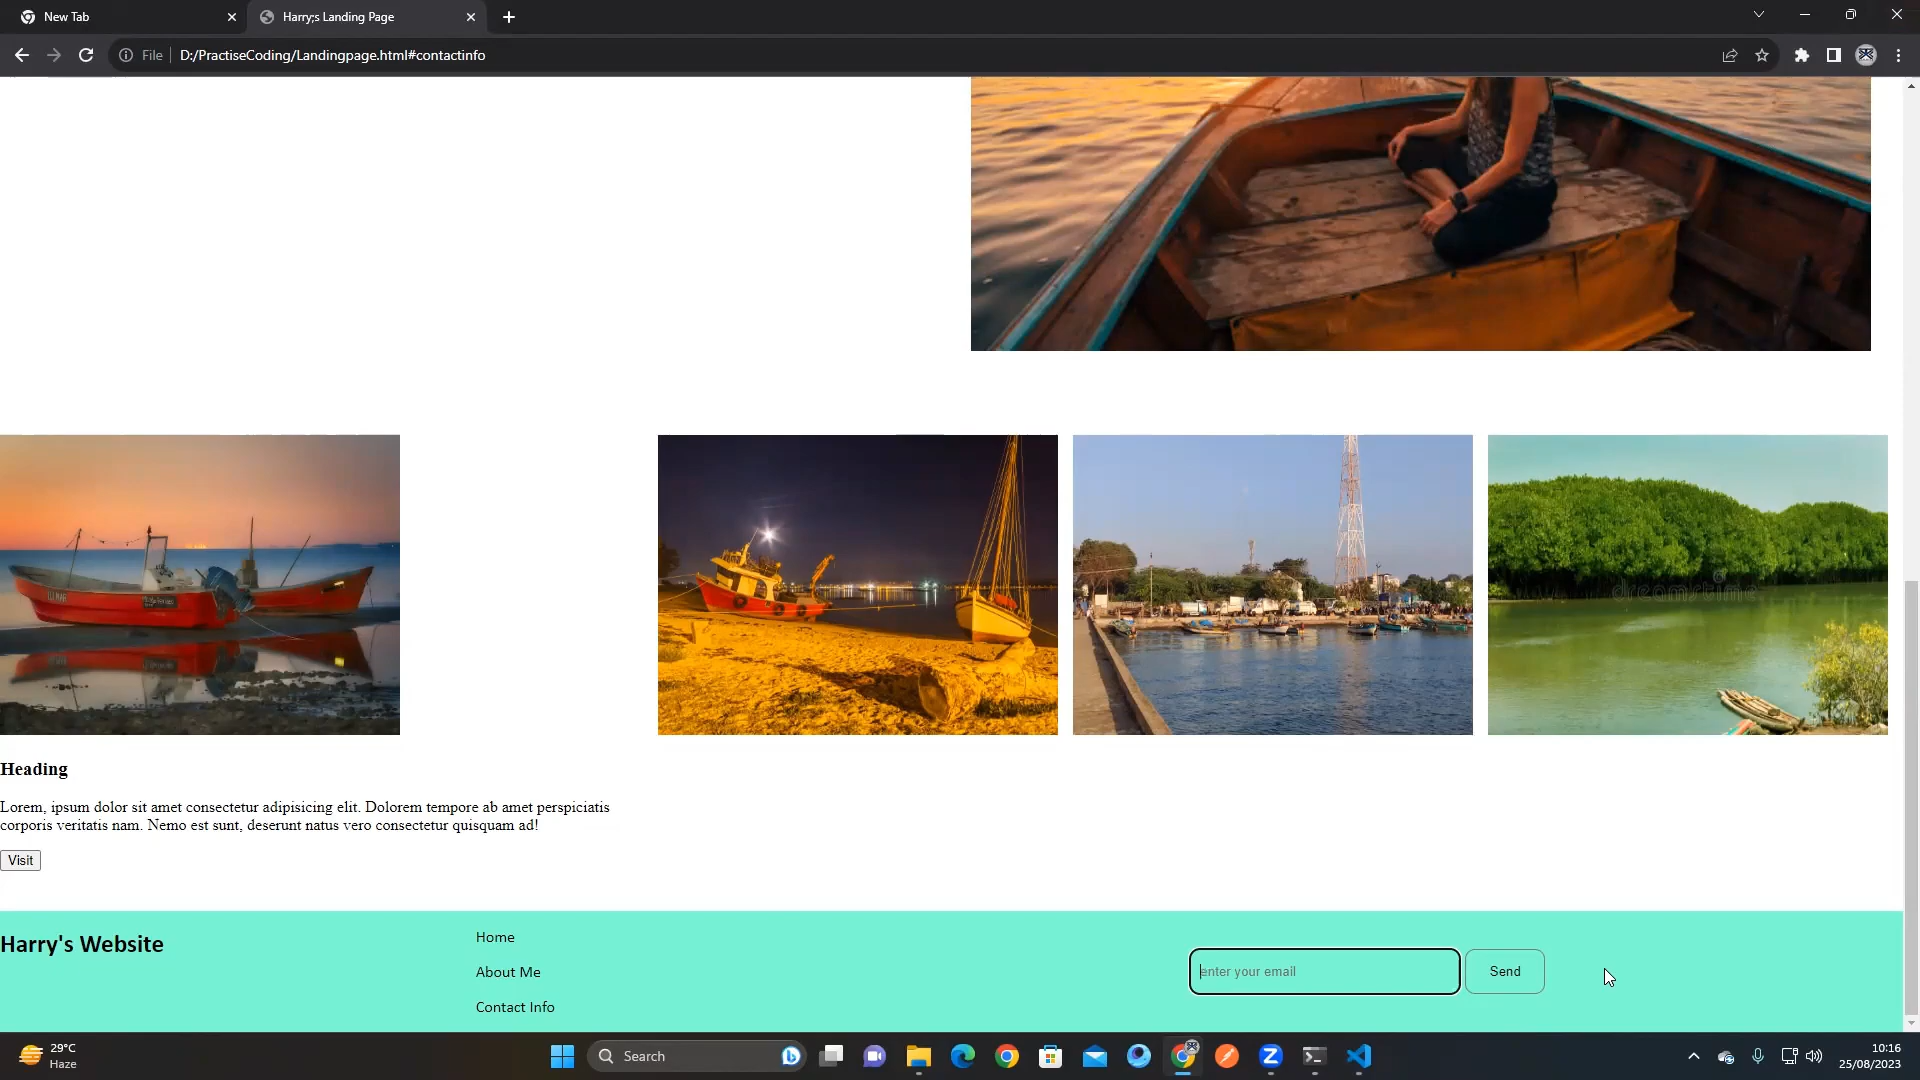 New Tab
Harry;s Landing Page
File
D:/PractiseCoding/Landingpage.html#contactinfo
dreamstime
Heading
Lorem, ipsum dolor sit amet consectetur adipisicing elit. Dolorem tempore ab amet perspiciatis
corporis veritatis nam. Nemo est sunt, deserunt natus vero consectetur quisquam ad!
Visit
Harry's Website
Home
About Me
Contact Info
enter your email
Send
29°C
Haze
Search
10:16
25/08/2023